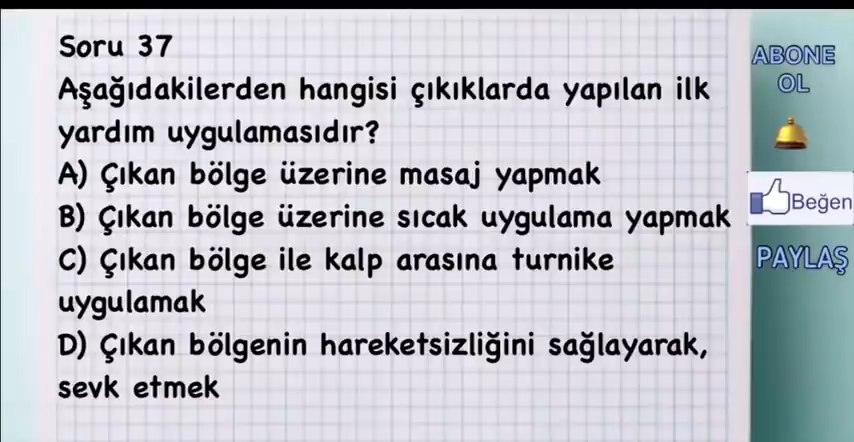 Soru 37
Aşağıdakilerden hangisi çıkıklarda yapılan ilk
yardım uygulamasıdır?
A) Çıkan bölge üzerine masaj yapmak
B) Çıkan bölge üzerine sıcak uygulama yapmak
C) Çıkan bölge ile kalp arasına turnike
uygulamak
D) Çıkan bölgenin hareketsizliğini sağlayarak,
sevk etmek
ABONE
OL
Beğen
PAYLAŞ